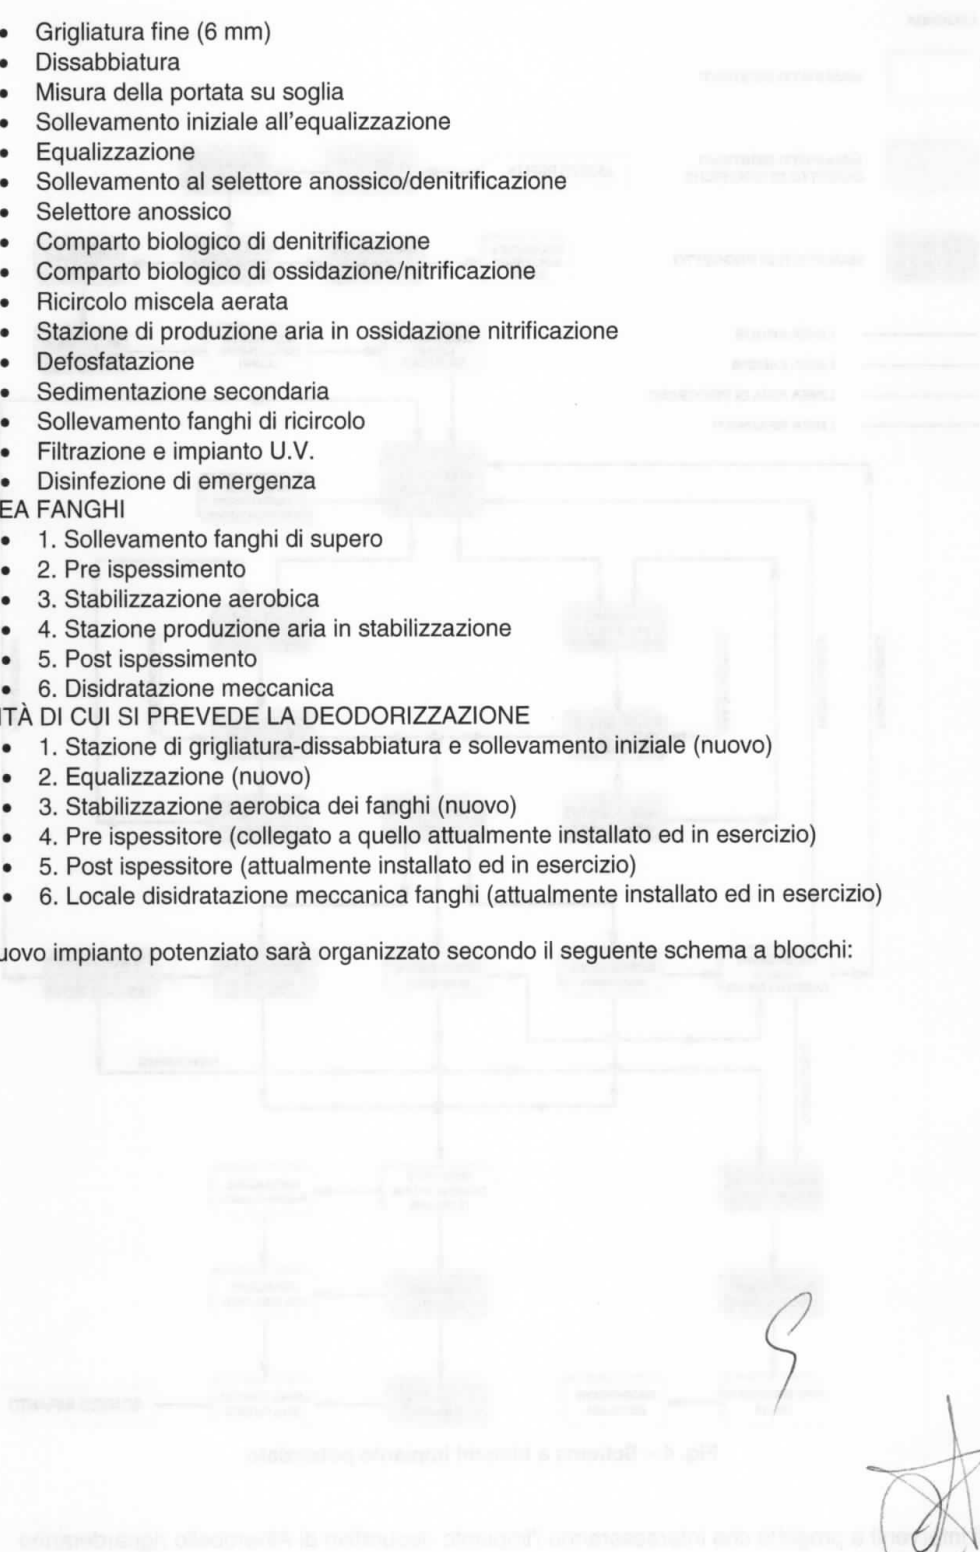 • Grigliatura fine (6 mm)
• Dissabbiatura
• Misura della portata su soglia
• Sollevamento iniziale all'equalizzazione
• Equalizzazione
• Sollevamento al selettore anossico/denitrificazione
• Selettore anossico
• Comparto biologico di denitrificazione
• Comparto biologico di ossidazione/nitrificazione
• Ricircolo miscela aerata
• Stazione di produzione aria in ossidazione nitrificazione
• Defosfatazione
• Sedimentazione secondaria
• Sollevamento fanghi di ricircolo
• Filtrazione e impianto U.V.
• Disinfezione di emergenza
EA FANGHI
• 1. Sollevamento fanghi di supero
• 2. Pre ispessimento
• 3. Stabilizzazione aerobica
• 4. Stazione produzione aria in stabilizzazione
• 5. Post ispessimento
• 6. Disidratazione meccanica
ITÀ DI CUI SI PREVEDE LA DEODORIZZAZIONE
• 1. Stazione di grigliatura-dissabbiatura e sollevamento iniziale (nuovo)
• 2. Equalizzazione (nuovo)
• 3. Stabilizzazione aerobica dei fanghi (nuovo)
• 4. Pre ispessitore (collegato a quello attualmente installato ed in esercizio)
• 5. Post ispessitore (attualmente installato ed in esercizio)
• 6. Locale disidratazione meccanica fanghi (attualmente installato ed in esercizio)
uovo impianto potenziato sarà organizzato secondo il seguente schema a blocchi: